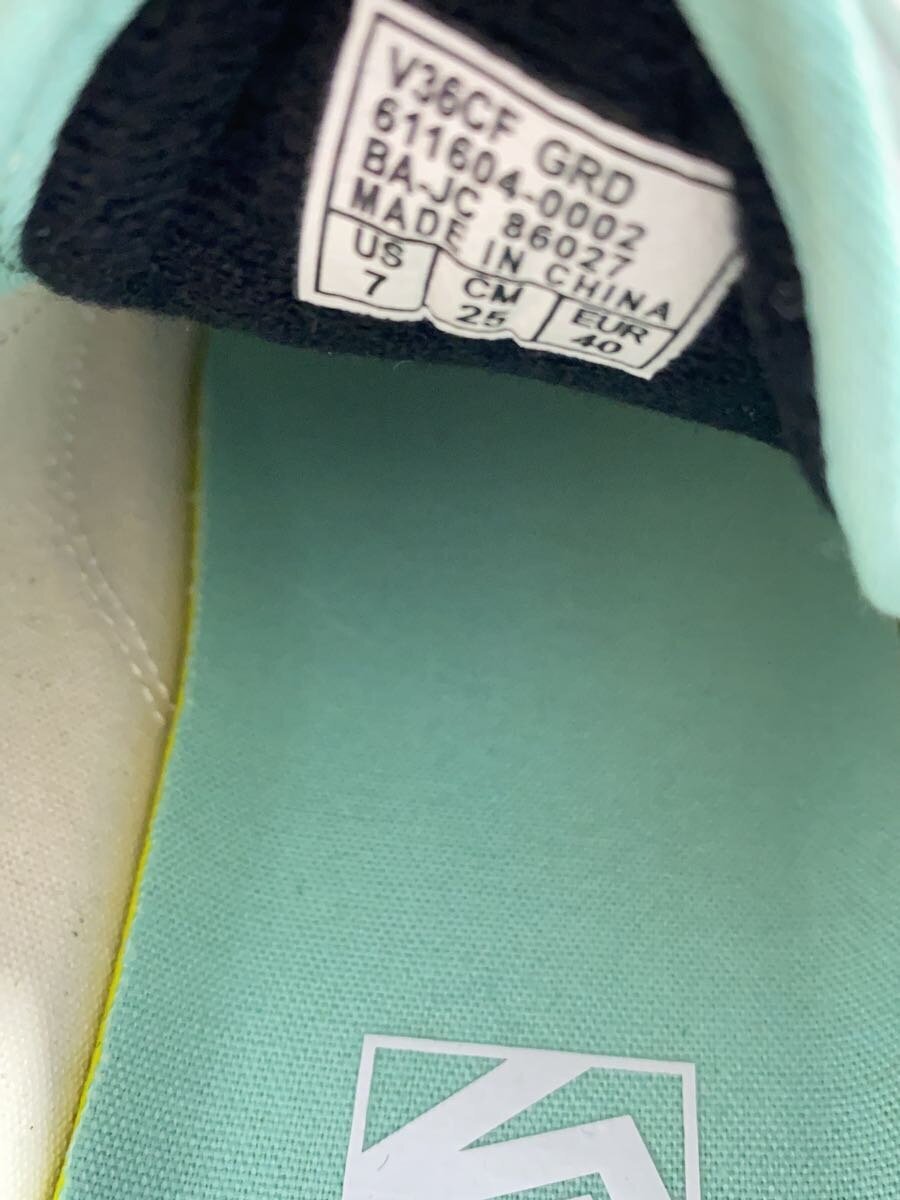 V36CF GRD
611604-0002
BA-JC 86027
MADE IN CHINA
US CM EUR
7 25 40